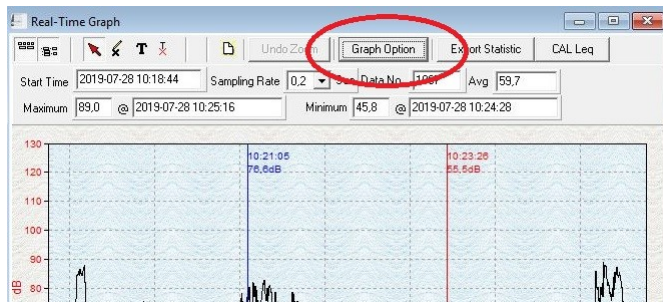 Real-Time Graph
T Undo Zoom Graph Option Export Statistic CAL Leq
Start Time 2019-07-28 10:18:44 Sampling Rate 0,2 Sec Data No. Avg 59,7
Maximum 89,0 @ 2019-07-28 10:25:16 Minimum 45,8 @ 2019-07-28 10:24:28
130
10:21:05 10:23:26
76,6dB 55,5dB
120
110
100
90
dB 80